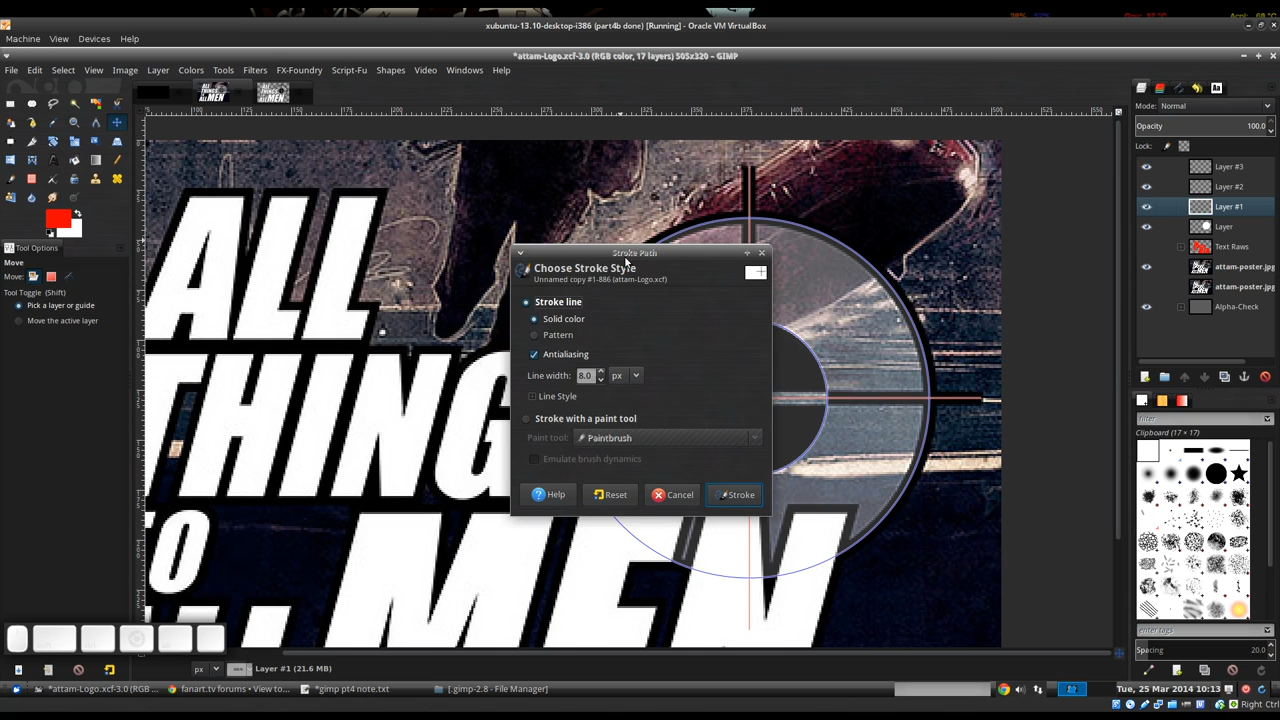 xubuntu-13.10-desktop-i386 (part4b done) [Running] - Oracle VM VirtualBox
Machine View Devices Help
*attam-Logo.xcf-3.0 (RGB color, 17 layers) 505x320 – GIMP
File Edit Select View Image Layer Colors Tools Filters FX-Foundry Script-Fu Shapes Video Windows Help
Mode: Normal
Opacity 100.0
Lock:
Layer #3
Layer #2
Layer #1
Layer
Text Raws
attam-poster.jpg
attam-poster.jpg
Alpha-Check
filter
Clipboard (17 × 17)
enter tags
Spacing 20.0
Tool Options
Move
Move:
Tool Toggle (Shift)
Pick a layer or guide
Move the active layer
ALL
THING
TO
MEN
Stroke Path
Choose Stroke Style
Unnamed copy #1-886 (attam-Logo.xcf)
Stroke line
Solid color
Pattern
Antialiasing
Line width: 8.0 px
Line Style
Stroke with a paint tool
Paint tool: Paintbrush
Emulate brush dynamics
Help Reset Cancel Stroke
px Layer #1 (21.6 MB)
*attam-Logo.xcf-3.0 (RGB ... fanart.tv forums • View to... *gimp pt4 note.txt [.gimp-2.8 - File Manager] Tue, 25 Mar 2014 10:13
Right Ctrl